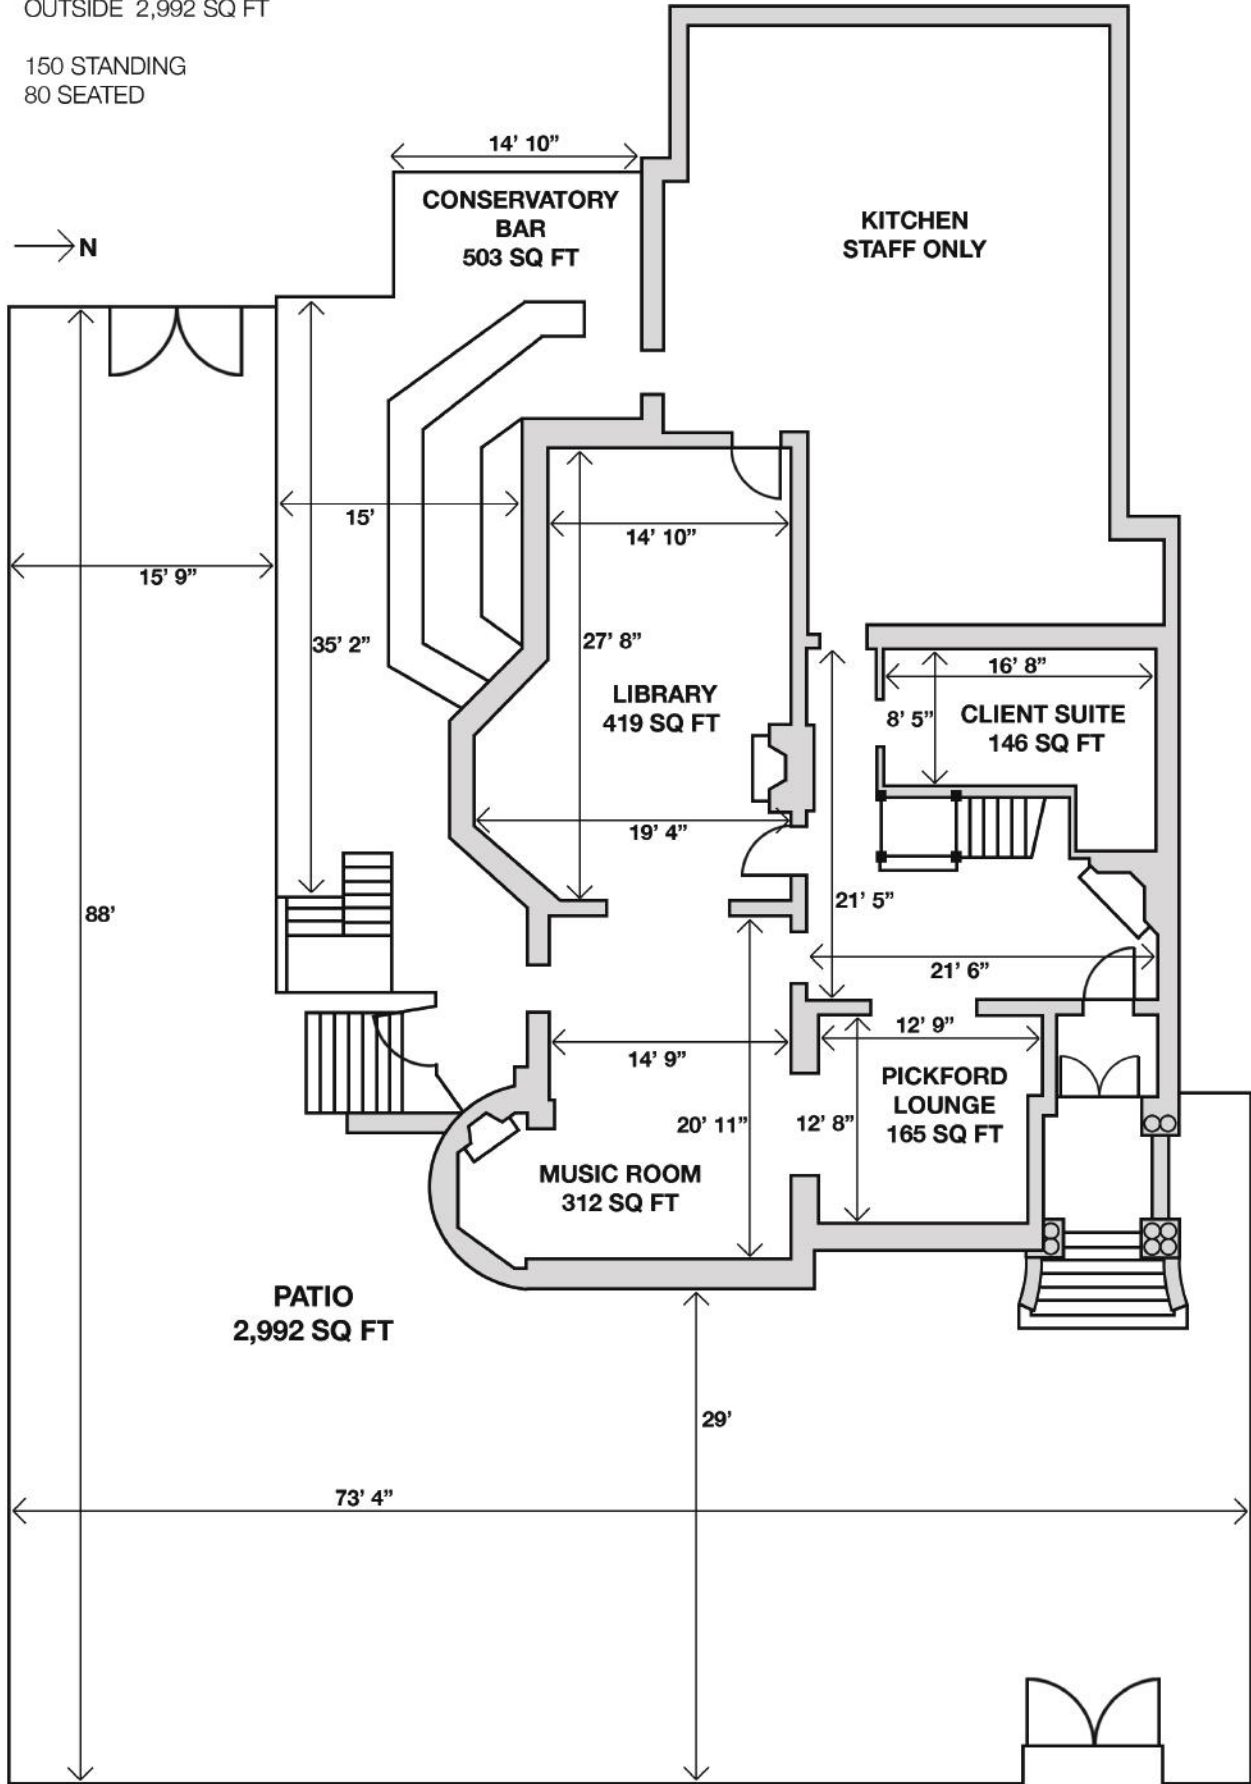 OUTSIDE 2,992 SQ FT
150 STANDING
80 SEATED
14' 10”
CONSERVATORY
BAR
503 SQ FT
KITCHEN
STAFF ONLY
N
15'
14' 10”
15' 9”
35' 2”
27' 8”
16' 8”
LIBRARY
419 SQ FT
8' 5”
CLIENT SUITE
146 SQ FT
19' 4”
88'
21' 5”
21' 6”
12' 9”
14' 9”
PICKFORD
LOUNGE
165 SQ FT
20' 11”
12' 8”
MUSIC ROOM
312 SQ FT
PATIO
2,992 SQ FT
29'
73' 4”